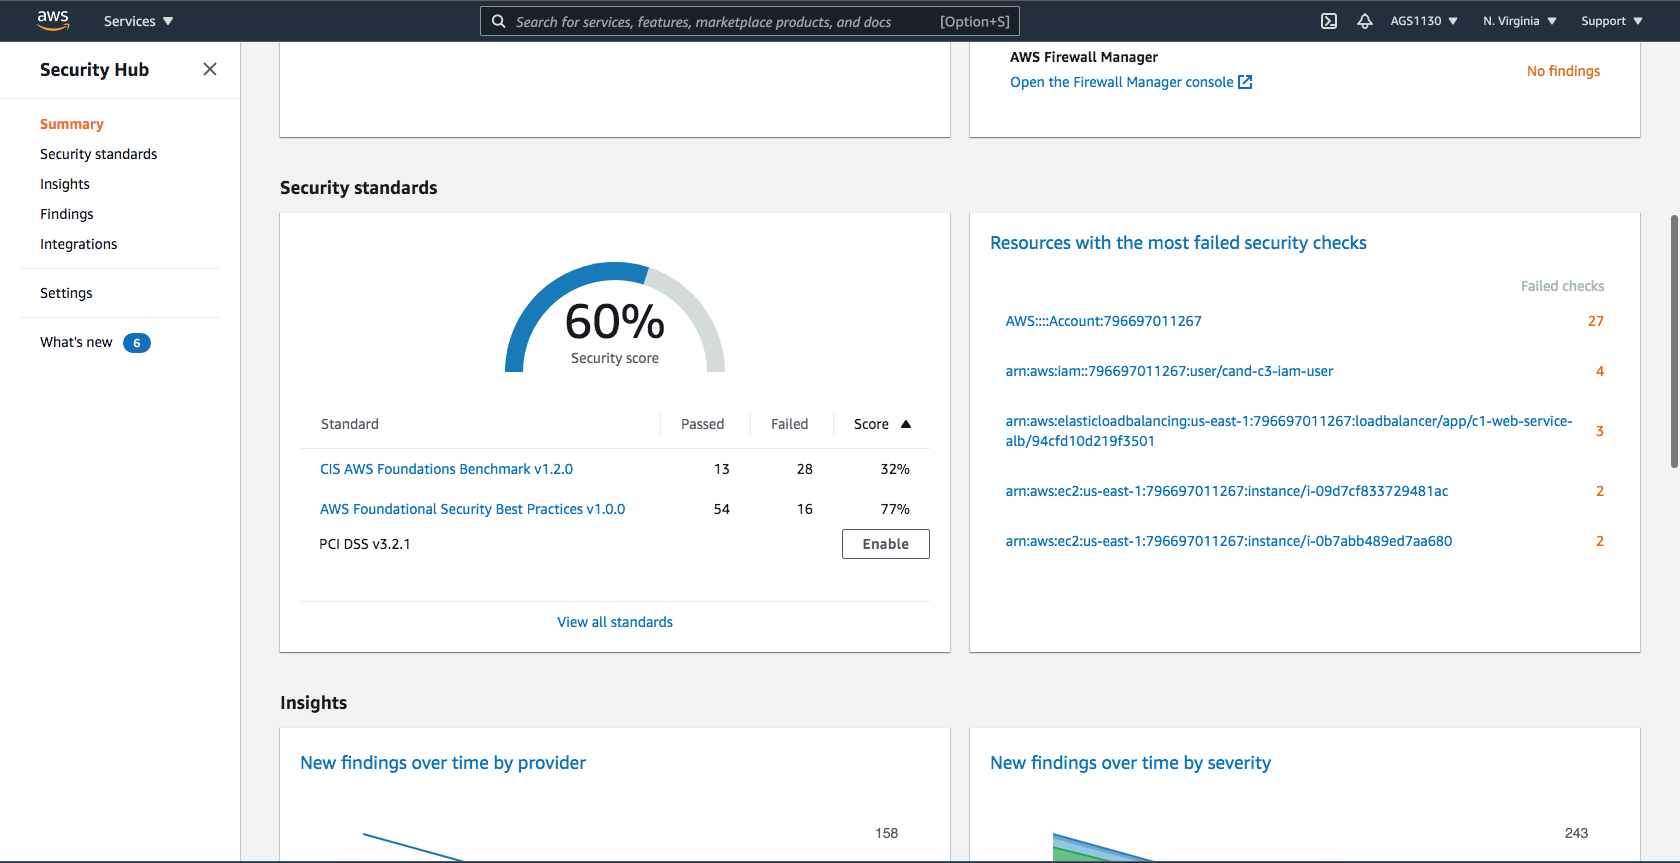 aws
Services
Search for services, features, marketplace products, and docs [Option+S]
AGS1130
N. Virginia
Support
Security Hub
Summary
Security standards
Insights
Findings
Integrations
Settings
What's new 6
AWS Firewall Manager
Open the Firewall Manager console
No findings
Security standards
60%
Security score
Standard Passed Failed Score
CIS AWS Foundations Benchmark v1.2.0 13 28 32%
AWS Foundational Security Best Practices v1.0.0 54 16 77%
PCI DSS v3.2.1 Enable
View all standards
Resources with the most failed security checks
Failed checks
AWS::::Account:796697011267 27
arn:aws:iam::796697011267:user/cand-c3-iam-user 4
arn:aws:elasticloadbalancing:us-east-1:796697011267:loadbalancer/app/c1-web-service-
alb/94cfd10d219f3501 3
arn:aws:ec2:us-east-1:796697011267:instance/i-09d7cf833729481ac 2
arn:aws:ec2:us-east-1:796697011267:instance/i-0b7abb489ed7aa680 2
Insights
New findings over time by provider
158
New findings over time by severity
243